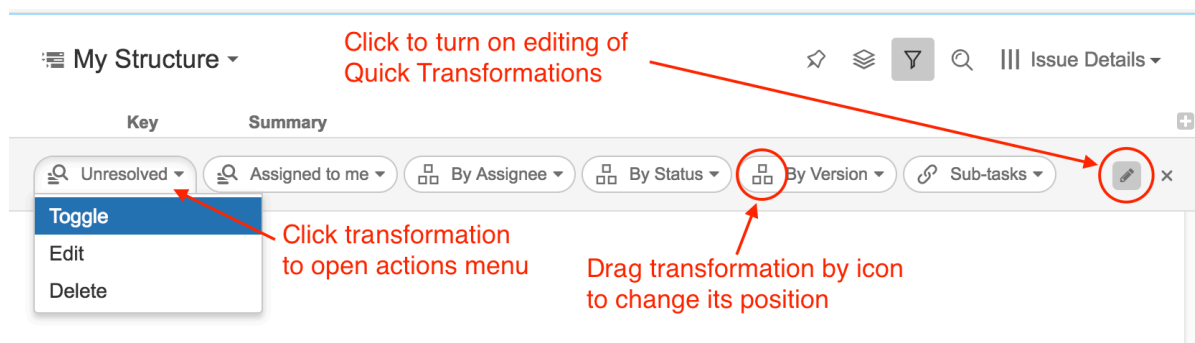 My Structure
Click to turn on editing of
Quick Transformations
Issue Details
Key Summary
Unresolved Assigned to me By Assignee By Status By Version Sub-tasks
Toggle
Edit
Delete
Click transformation
to open actions menu
Drag transformation by icon
to change its position